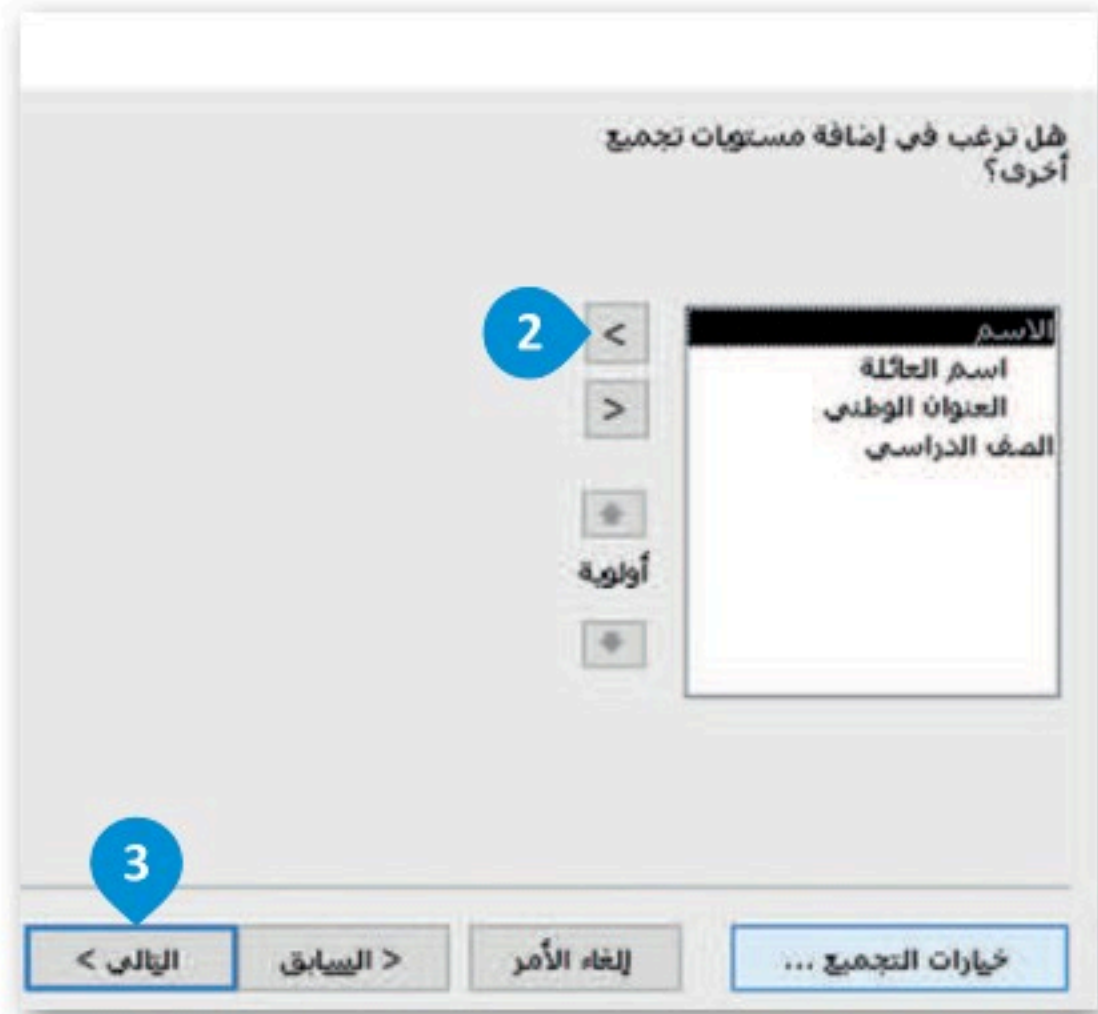 هل ترغب في إضافة مستويات تجميع
أخرى؟
الاسم
اسم العائلة
العنوان الوطني
الصف الدراسي
2 >
<
أولوية
3
خيارات التجميع ...
إلغاء الأمر
< السابق
التالي >